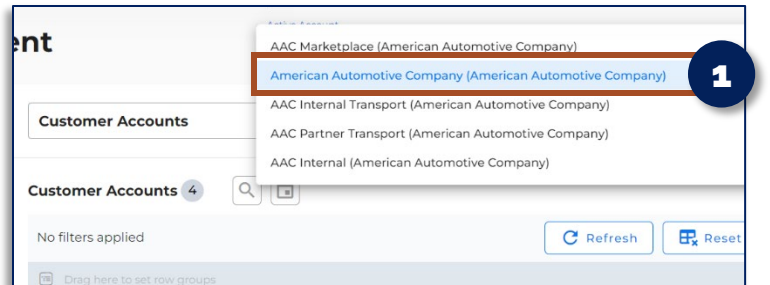 ent
Active Account
AAC Marketplace (American Automotive Company)
American Automotive Company (American Automotive Company)
1
AAC Internal Transport (American Automotive Company)
Customer Accounts
AAC Partner Transport (American Automotive Company)
AAC Internal (American Automotive Company)
Customer Accounts 4
No filters applied
Refresh
Reset
Drag here to set row groups